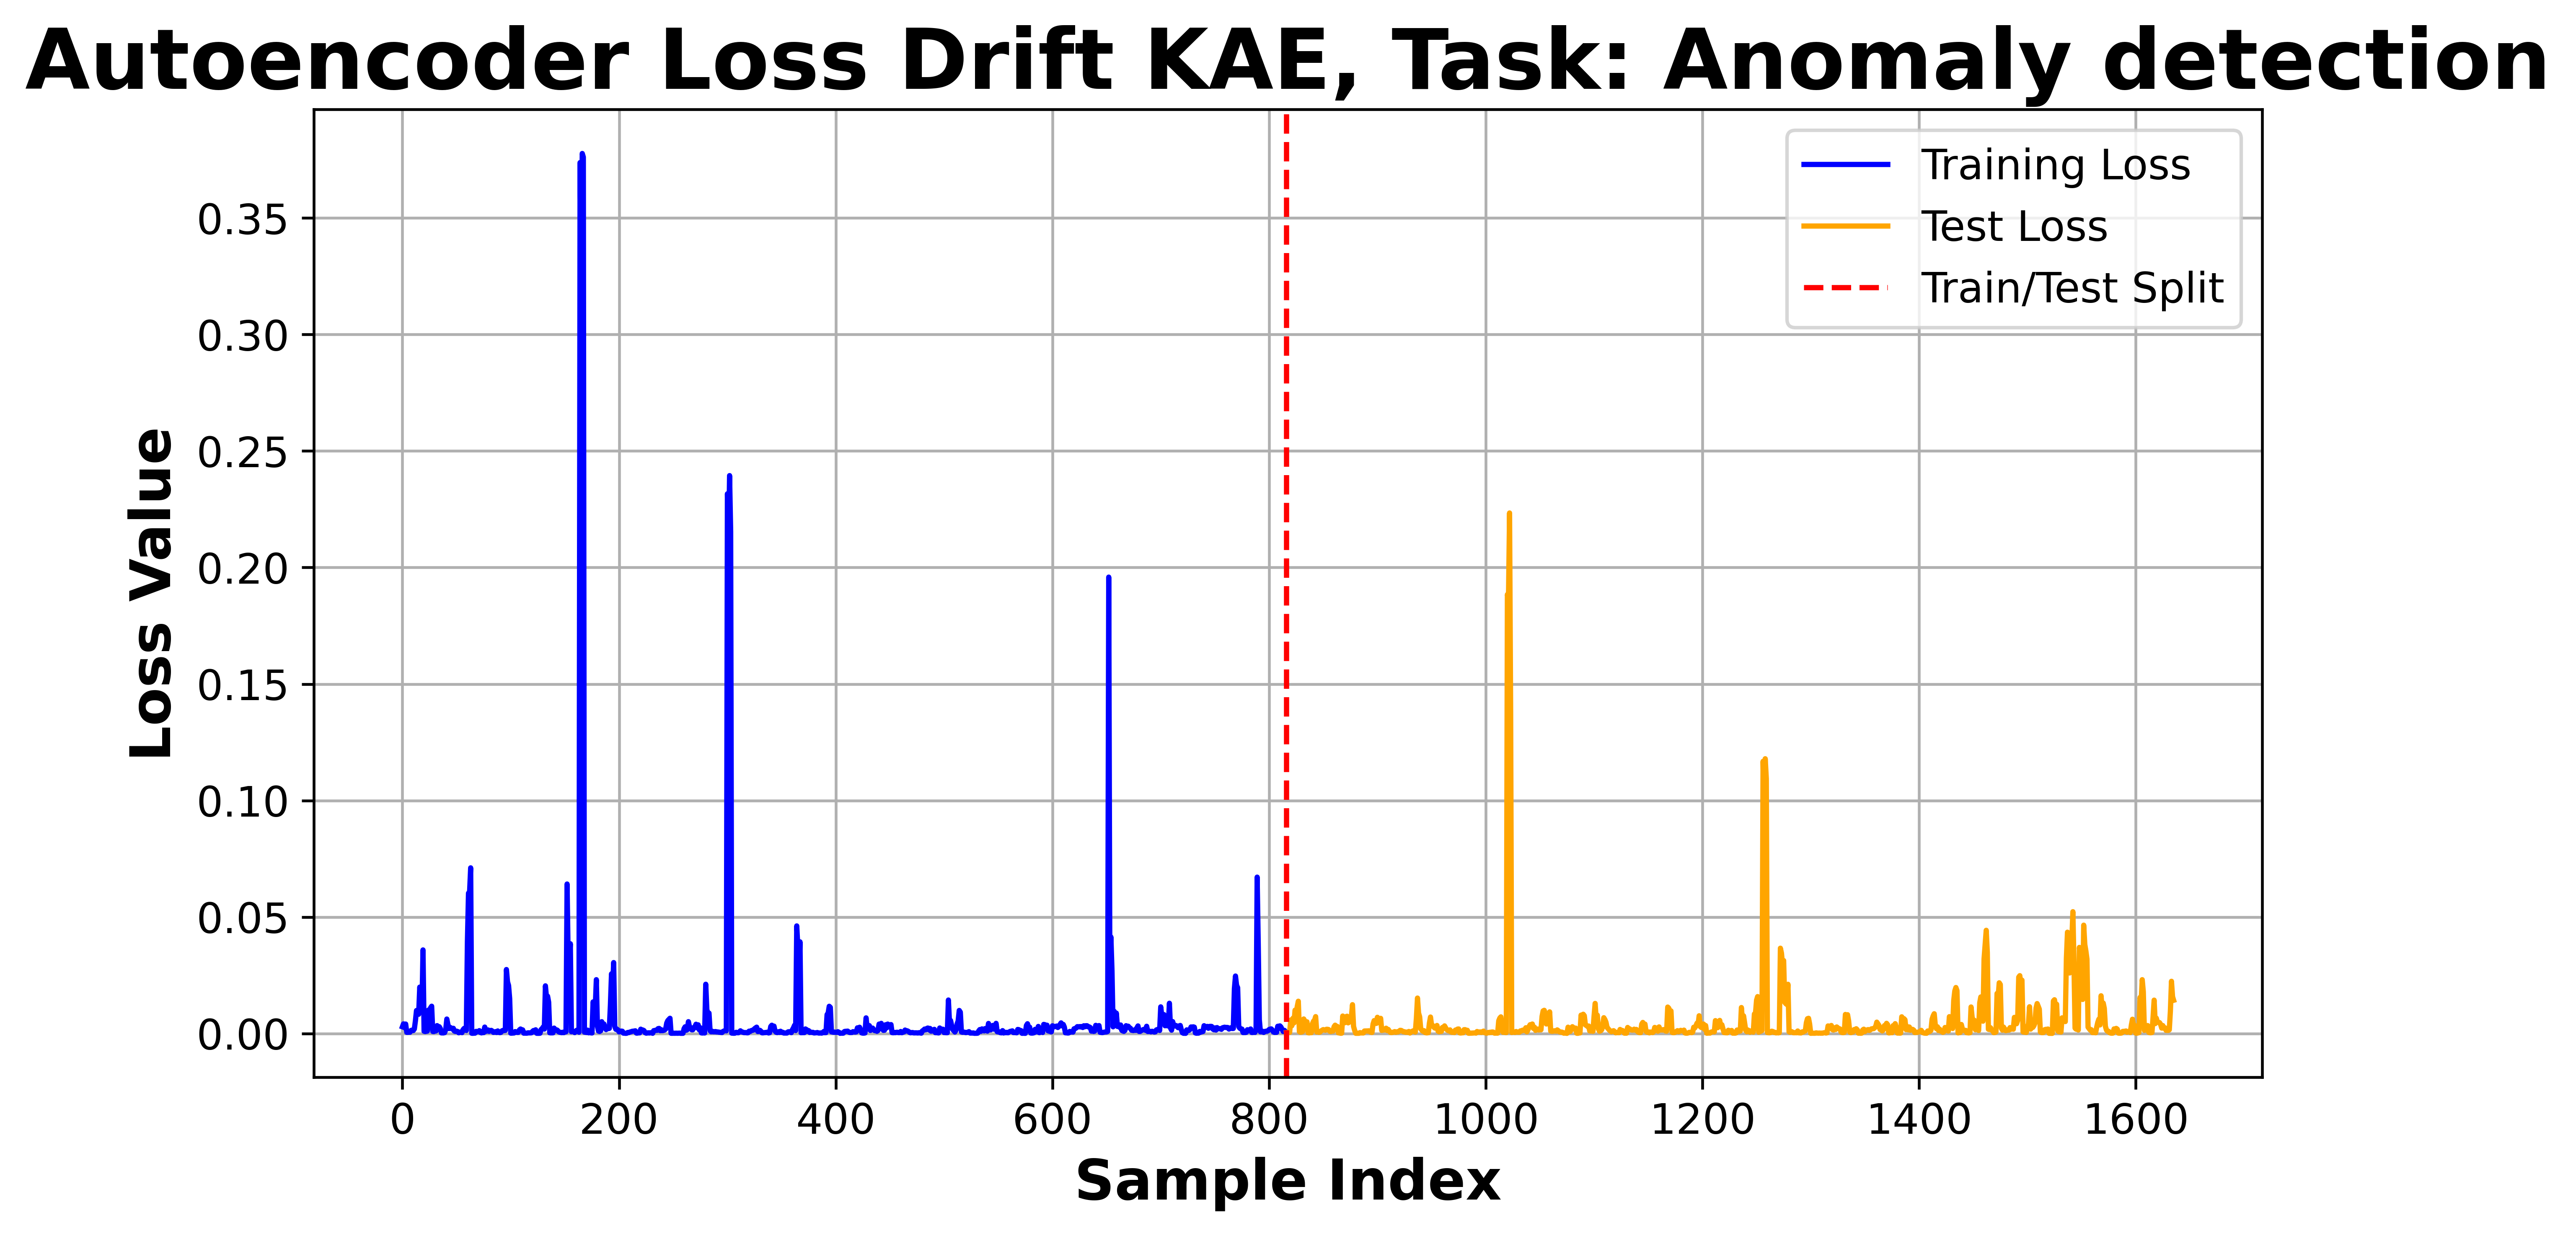 Autoencoder Loss Drift KAE, Task: Anomaly detection
Training Loss
Test Loss
Train/Test Split
Loss Value
0.35
0.30
0.25
0.20
0.15
0.10
0.05
0.00
0 200 400 600 800 1000 1200 1400 1600
Sample Index